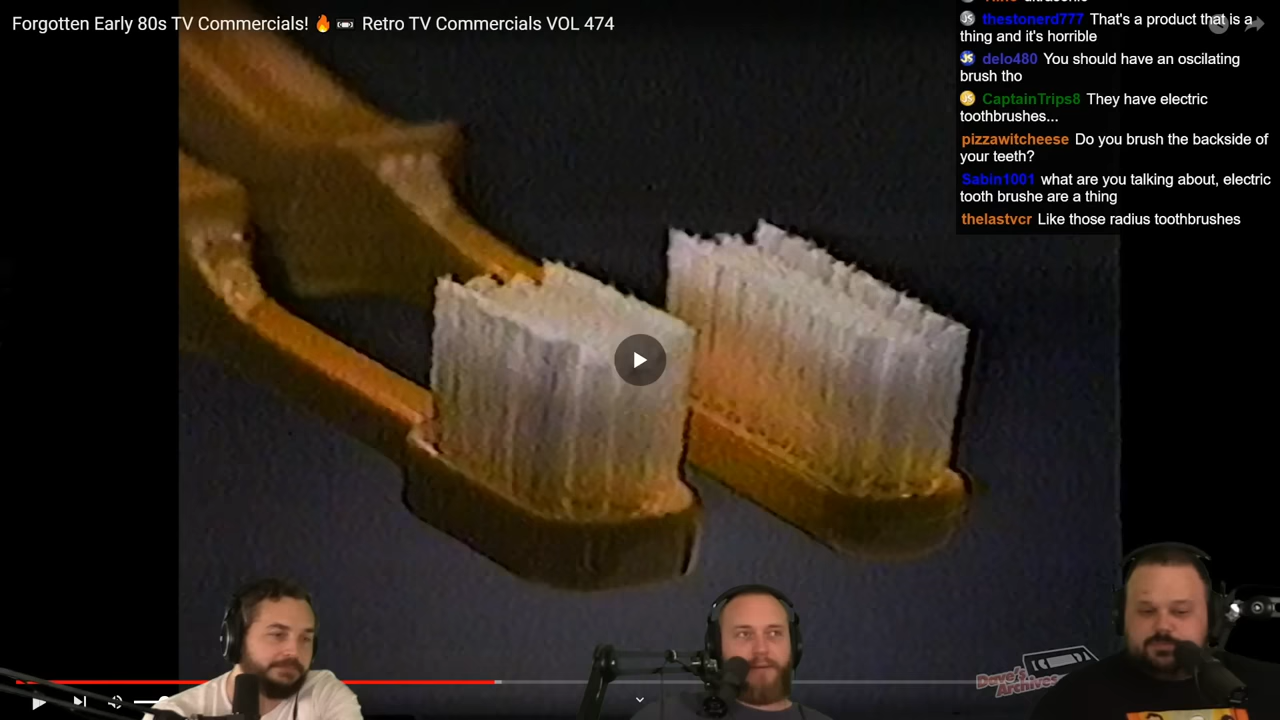 Forgotten Early 80s TV Commercials! 🔥 📼 Retro TV Commercials VOL 474
thestonerd777 That's a product that is a
thing and it's horrible
delo480 You should have an oscilating
brush tho
CaptainTrips8 They have electric
toothbrushes...
pizzawitcheese Do you brush the backside of
your teeth?
Sabin1001 what are you talking about, electric
tooth brushe are a thing
thelastvcr Like those radius toothbrushes
Dave's
Archives